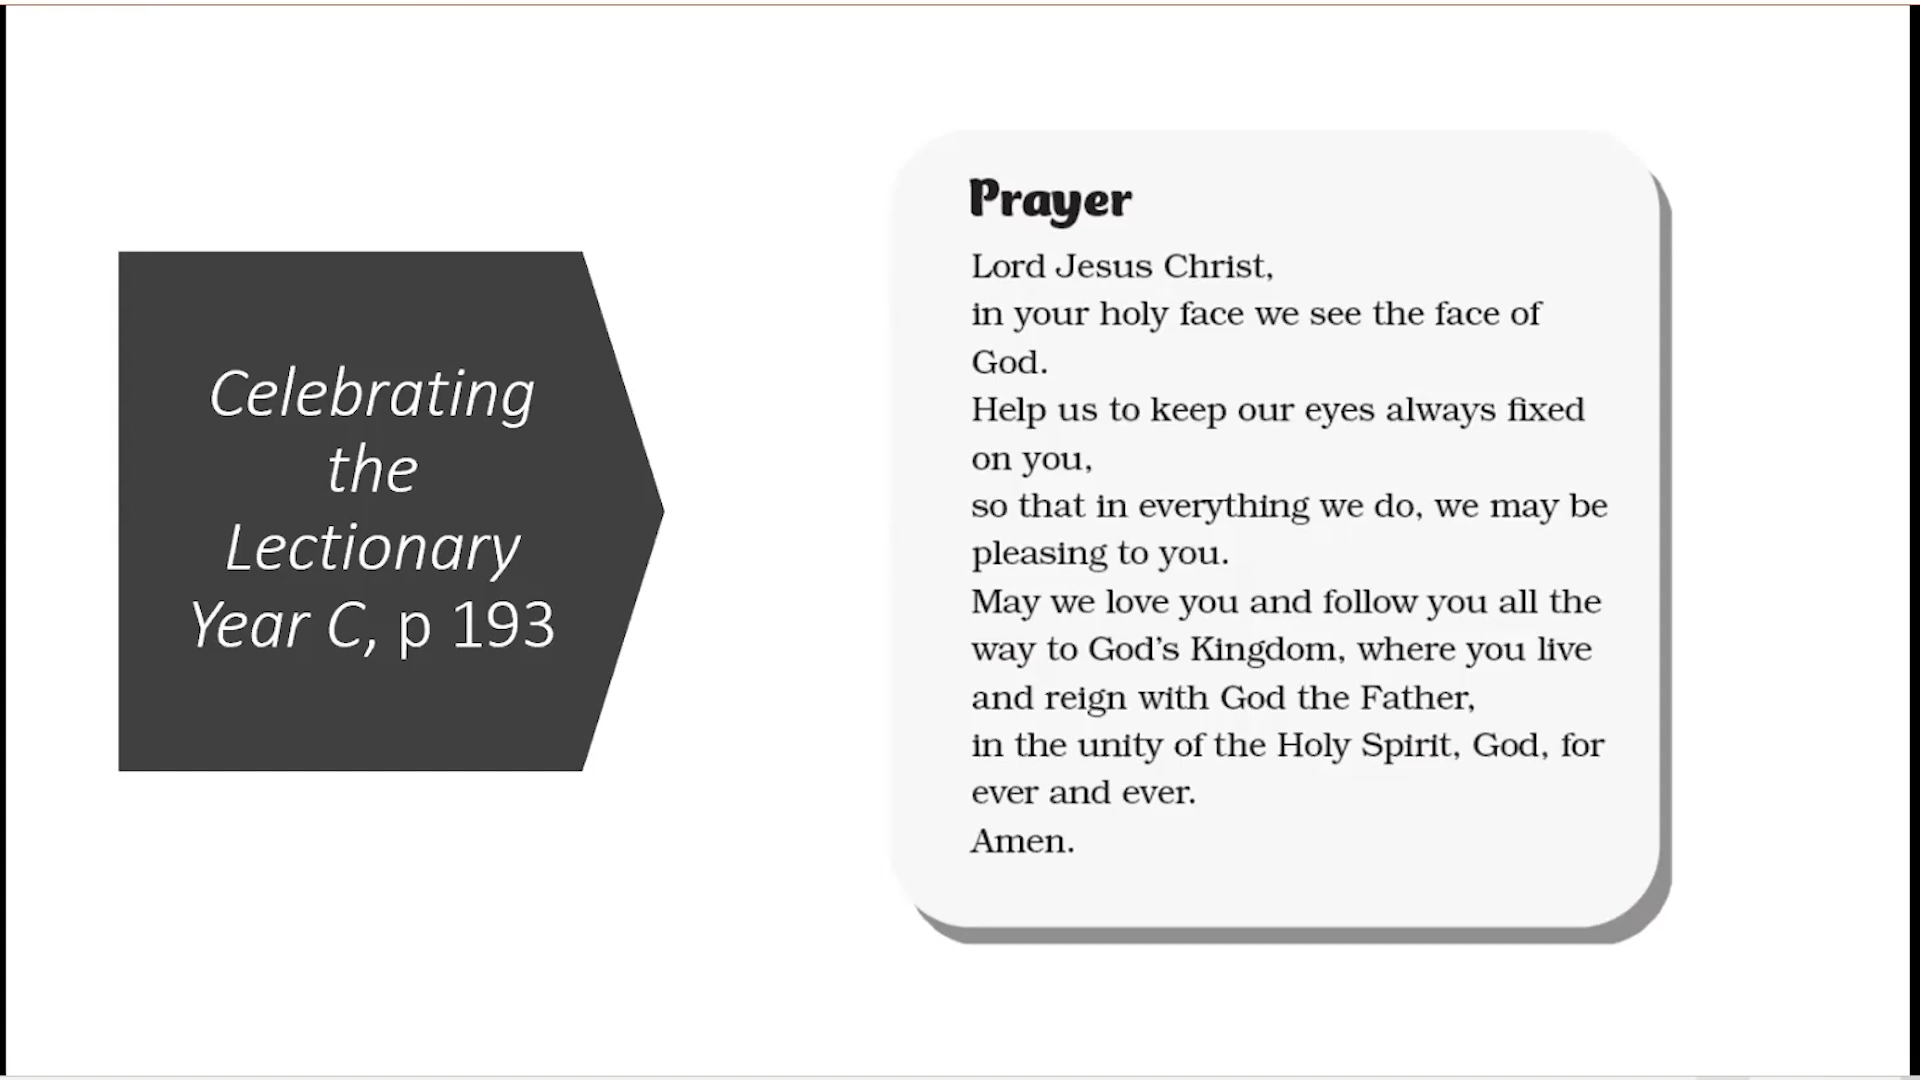 Celebrating
the
Lectionary
Year C, p 193
Prayer
Lord Jesus Christ,
in your holy face we see the face of
God.
Help us to keep our eyes always fixed
on you,
so that in everything we do, we may be
pleasing to you.
May we love you and follow you all the
way to God’s Kingdom, where you live
and reign with God the Father,
in the unity of the Holy Spirit, God, for
ever and ever.
Amen.